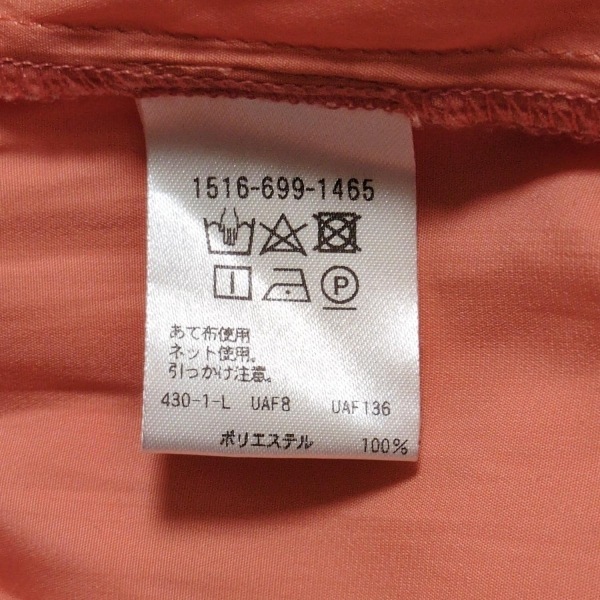 1516-699-1465
P
あて布使用
ネット使用。
引っかけ注意。
430-1-L UAF8 UAF136
ポリエステル 100%